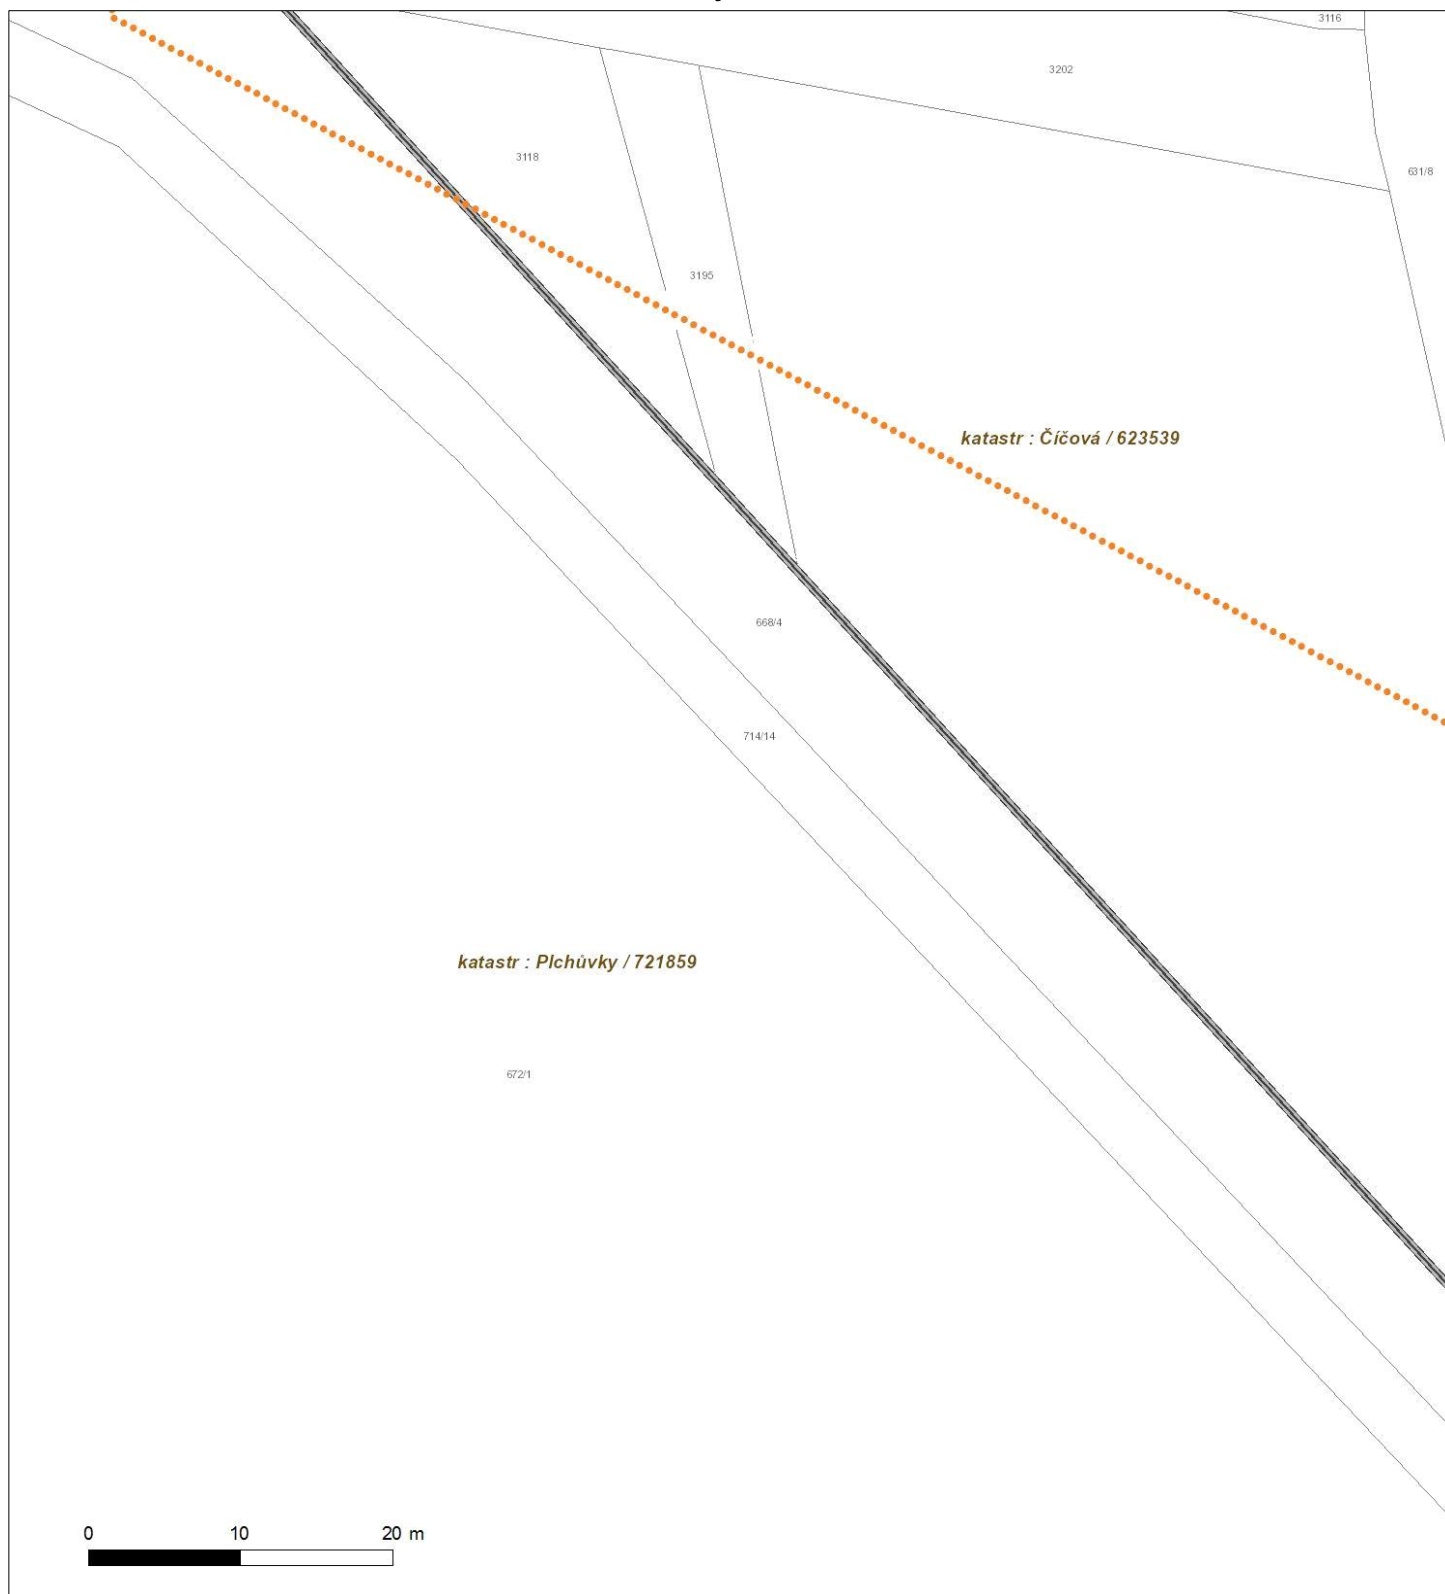 3116
3202
3118
631/8
3195
katastr : Číčová / 623539
668/4
714/14
katastr : Plchůvky / 721859
672/1
0 10 20 m